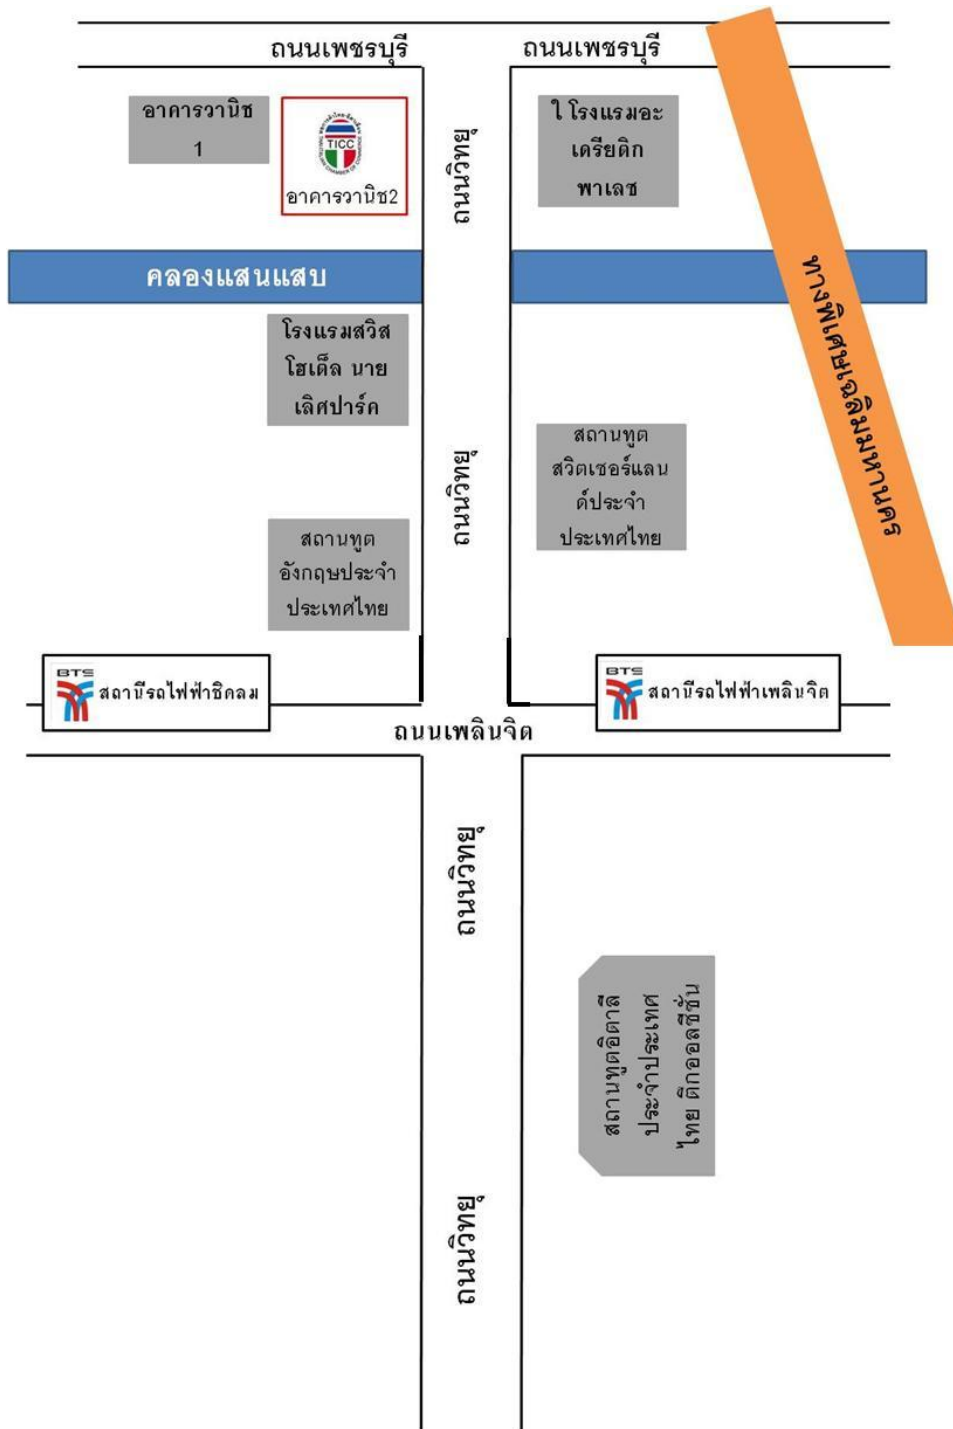 ถนนเพชรบุรี
ถนนเพชรบุรี
อาคารวานิช
1
TICC
อาคารวานิช2
ถนนวิทยุ
ใ โรงแรมอะ
เดรียติก
พาเลซ
คลองแสนแสบ
ทางพิเศษเฉลิมมหานคร
โรงแรมสวิส
โฮเต็ล นาย
เลิศปาร์ค
ถนนวิทยุ
สถานทูต
สวิตเซอร์แลน
ด์ประจำ
ประเทศไทย
สถานทูต
อังกฤษประจำ
ประเทศไทย
BTS
สถานีรถไฟฟ้าชิดลม
BTS
สถานีรถไฟฟ้าเพลินจิต
ถนนเพลินจิต
ถนนวิทยุ
สถานทูตอิตาลี
ประจำประเทศ
ไทย ตึกออลซีซั่น
ถนนวิทยุ